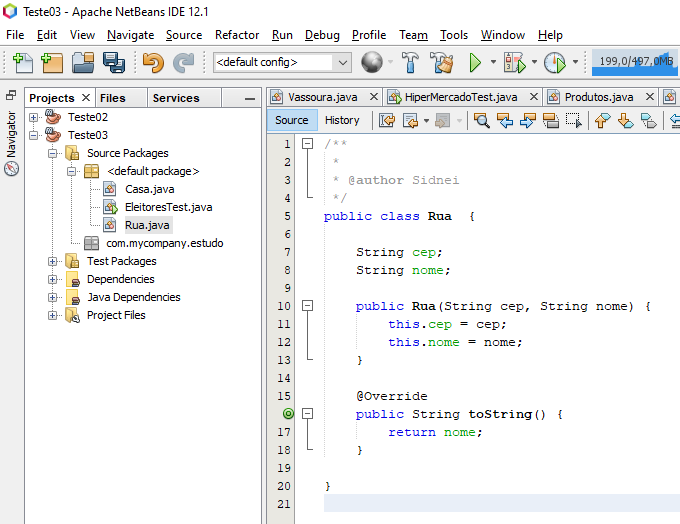 Teste03 - Apache NetBeans IDE 12.1
File Edit View Navigate Source Refactor Run Debug Profile Team Tools Window Help
<default config> 199,0/497,0MB
Projects Files Services
Navigator
Teste02
Teste03
Source Packages
<default package>
Casa.java
EleitoresTest.java
Rua.java
com.mycompany.estudo
Test Packages
Dependencies
Java Dependencies
Project Files
Vassoura.java HiperMercadoTest.java Produtos.java
Source History
1 /**
2 *
3 * @author Sidnei
4 */
5 public class Rua {
6
7 String cep;
8 String nome;
9
10 public Rua(String cep, String nome) {
11 this.cep = cep;
12 this.nome = nome;
13 }
14
15 @Override
public String toString() {
17 return nome;
18 }
19
20 }
21